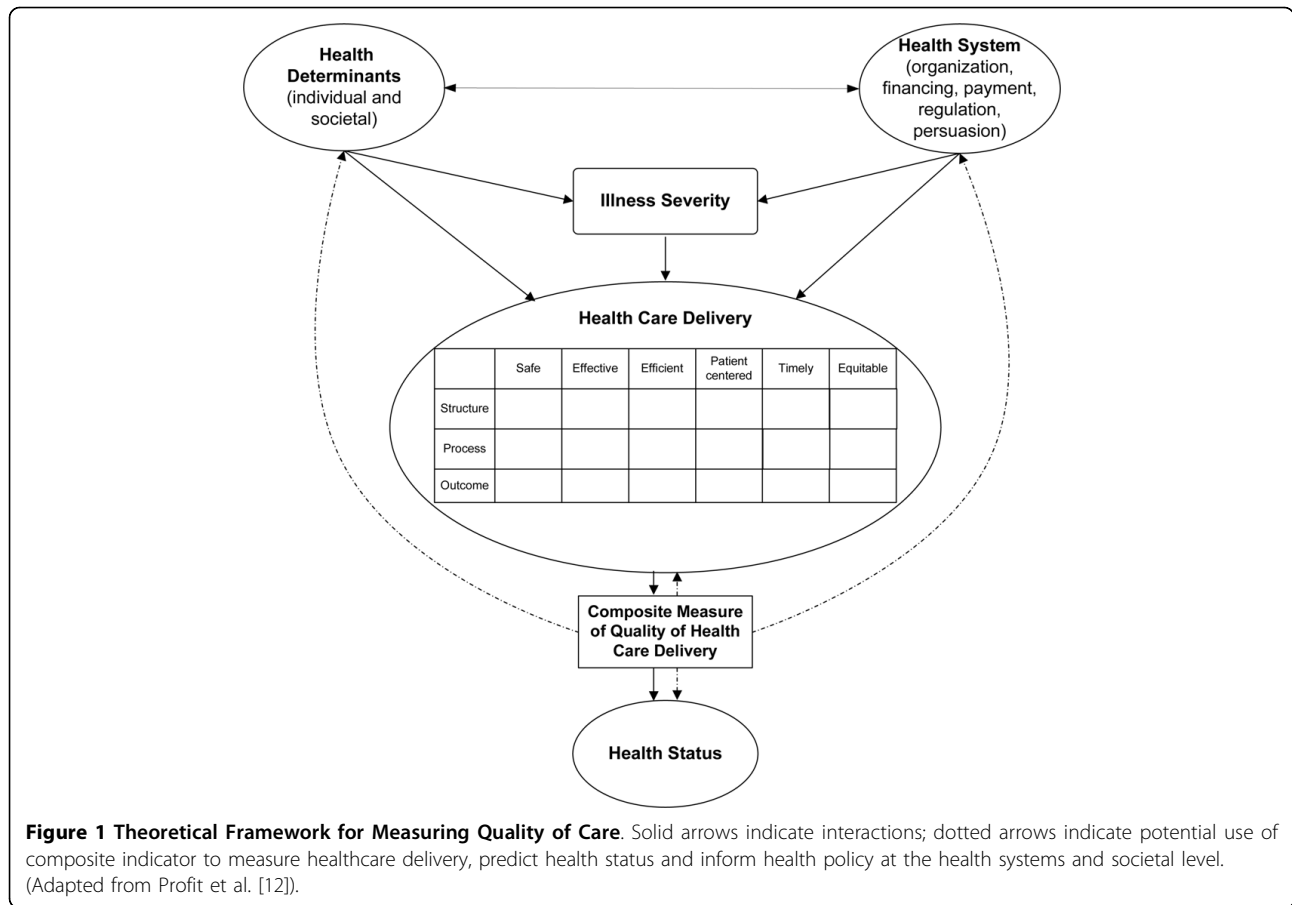 Health
Determinants
(individual and
societal)
Health
System
(organization,
financing, payment,
regulation,
persuasion)
Illness Severity
Health Care Delivery
Safe Effective Efficient Patient centered Timely Equitable
Structure
Process
Outcome
Composite Measure
of Quality of Health
Care Delivery
Health Status
Figure 1 Theoretical Framework for Measuring Quality of Care. Solid arrows indicate interactions; dotted arrows indicate potential use of
composite indicator to measure healthcare delivery, predict health status and inform health policy at the health systems and societal level.
(Adapted from Profit et al. [12]).